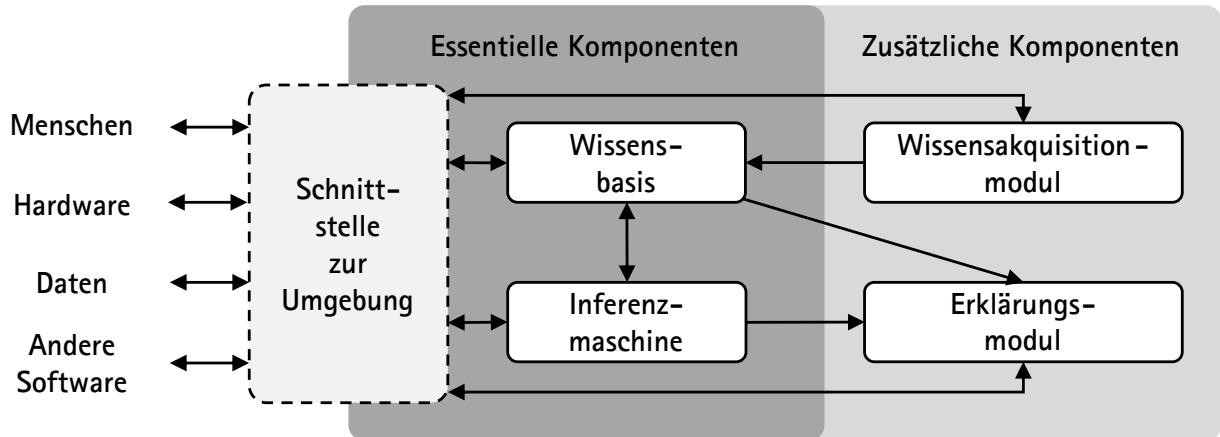 Essentielle Komponenten
Zusätzliche Komponenten
Menschen
Hardware
Daten
Andere
Software
Schnitt-
stelle
zur
Umgebung
Wissens-
basis
Wissensakquisition-
modul
Inferenz-
maschine
Erklärungs-
modul